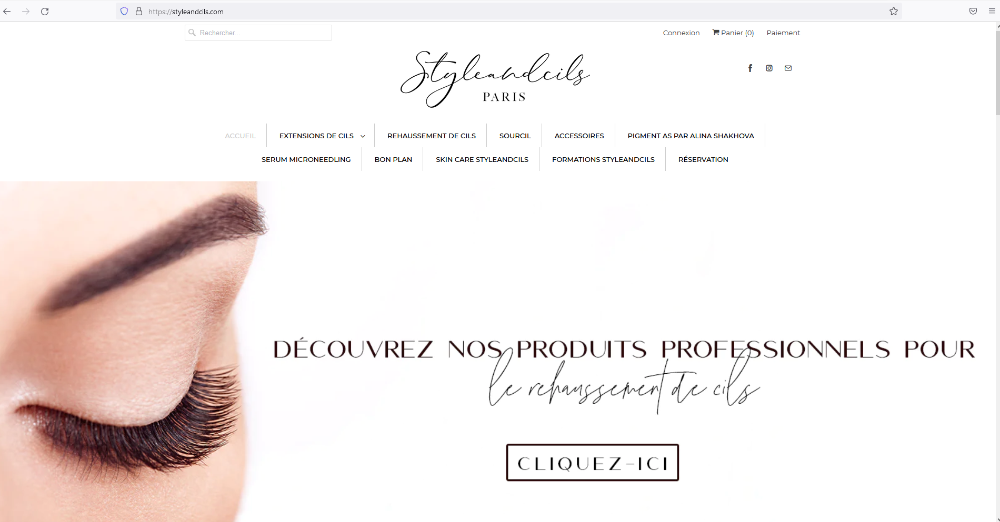 https://styleandcils.com
Rechercher...
Connexion Panier (0) Paiement
Styleandcils
PARIS
ACCUEIL EXTENSIONS DE CILS REHAUSSEMENT DE CILS SOURCIL ACCESSOIRES PIGMENT AS PAR ALINA SHAKHOVA
SERUM MICRONEEDLING BON PLAN SKIN CARE STYLEANDCILS FORMATIONS STYLEANDCILS RÉSERVATION
DÉCOUVREZ NOS PRODUITS PROFESSIONNELS POUR
le rehaussement de cils
CLIQUEZ-ICI